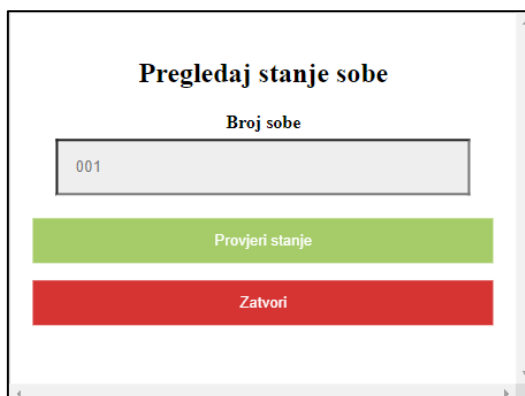 Pregledaj stanje sobe
Broj sobe
001
Provjeri stanje
Zatvori